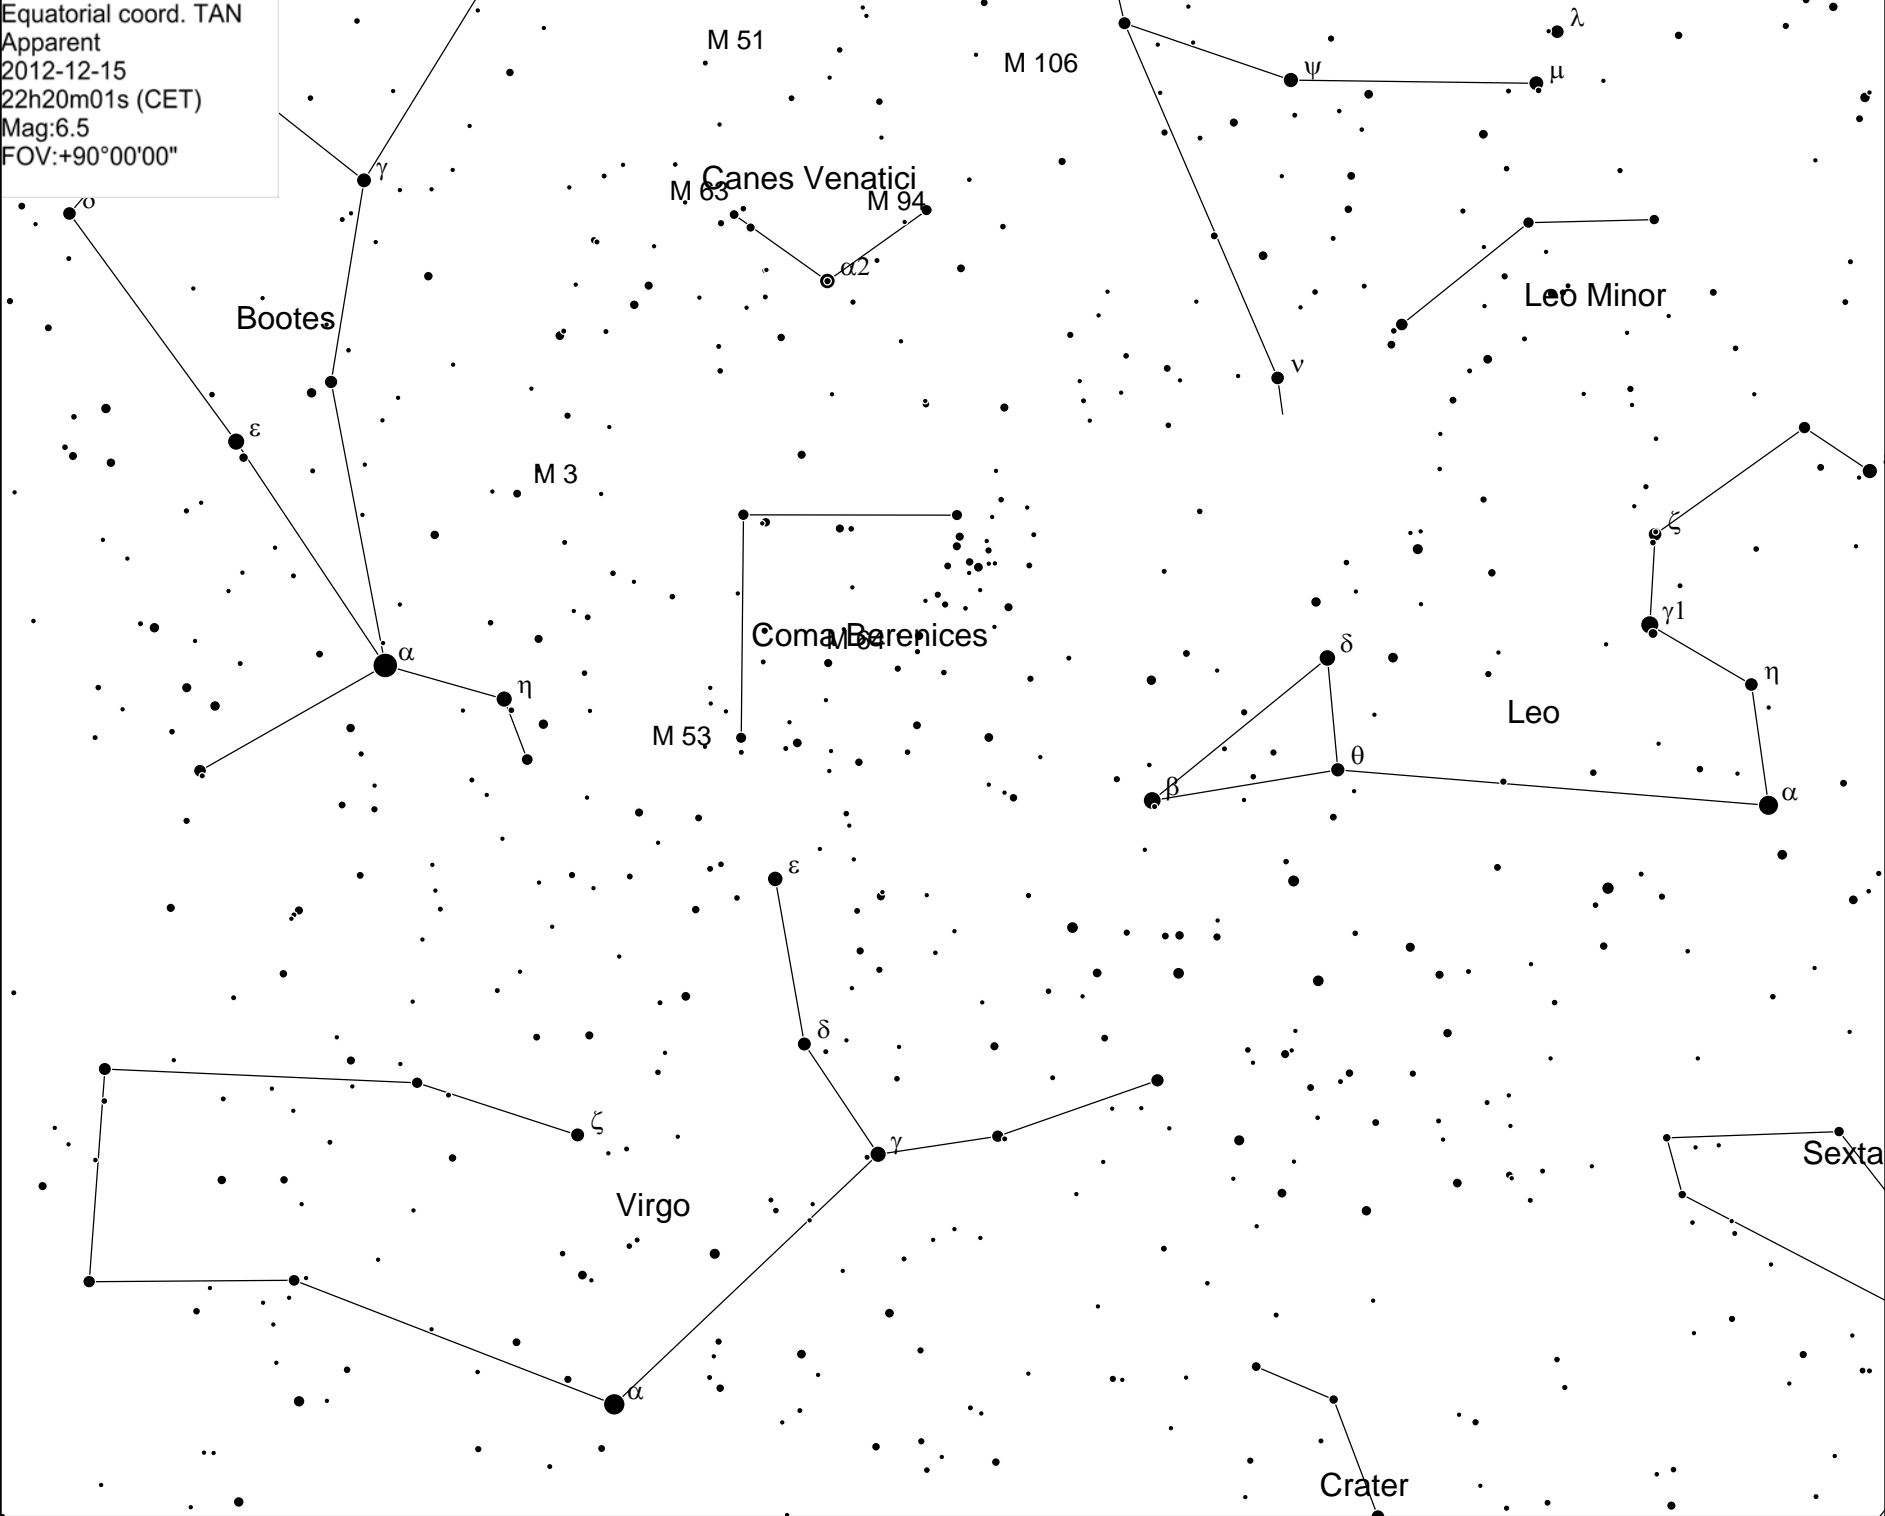 Equatorial coord. TAN
Apparent
2012-12-15
22h20m01s (CET)
Mag:6.5
FOV:+90°00'00"
λ
M 51
M 106
ψ
μ
γ
Canes Venatici
M 63
M 94
δ
α2
Leo Minor
Bootes
ν
ε
M 3
ζ
γ1
Coma Berenices
M 64
α
δ
η
η
Leo
M 53
θ
β
α
ε
δ
ζ
γ
Sexta
Virgo
α
Crater